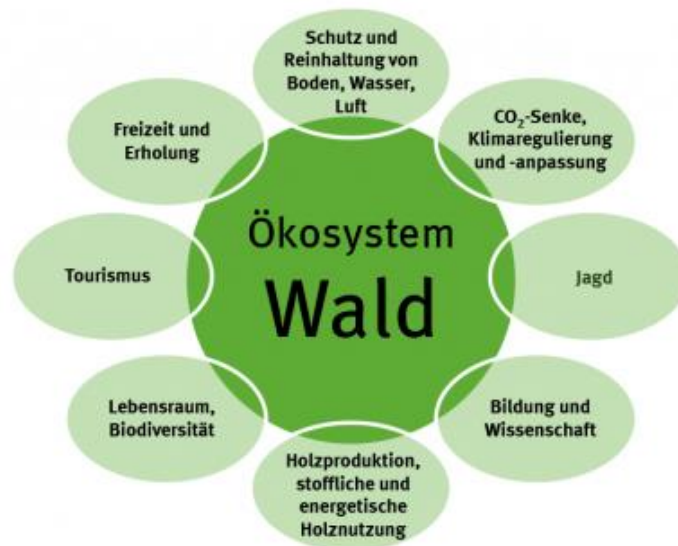 Schutz und
Reinhaltung von
Boden, Wasser,
Luft
CO₂-Senke,
Klimaregulierung
und -anpassung
Freizeit und
Erholung
Ökosystem
Wald
Tourismus
Jagd
Lebensraum,
Biodiversität
Bildung und
Wissenschaft
Holzproduktion,
stoffliche und
energetische
Holznutzung